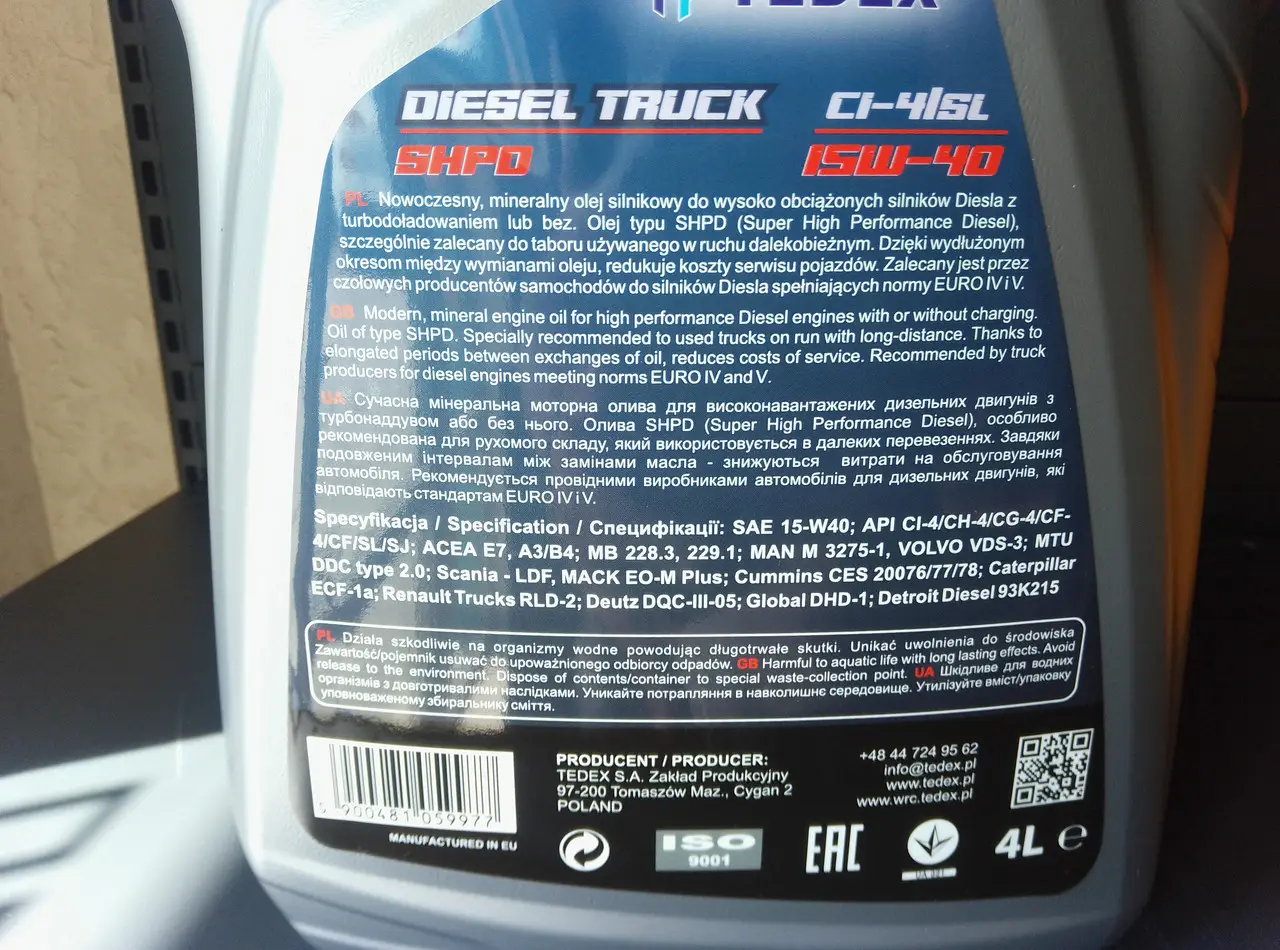 TEDEX
DIESEL TRUCK CI-4/SL
SHPD 15W-40
PL Nowoczesny, mineralny olej silnikowy do wysoko obciążonych silników Diesla z
turbodoładowaniem lub bez. Olej typu SHPD (Super High Performance Diesel),
szczególnie zalecany do taboru używanego w ruchu dalekobieżnym. Dzięki wydłużonym
okresom między wymianami oleju, redukuje koszty serwisu pojazdów. Zalecany jest przez
czołowych producentów samochodów do silników Diesla spełniających normy EURO IV i V.
GB Modern, mineral engine oil for high performance Diesel engines with or without charging.
Oil of type SHPD. Specially recommended to used trucks on run with long-distance. Thanks to
elongated periods between exchanges of oil, reduces costs of service. Recommended by truck
producers for diesel engines meeting norms EURO IV and V.
UA Сучасна мінеральна моторна олива для високонавантажених дизельних двигунів з
турбонаддувом або без нього. Олива SHPD (Super High Performance Diesel), особливо
рекомендована для рухомого складу, який використовується в далеких перевезеннях. Завдяки
подовженим інтервалам між замінами масла - знижуються витрати на обслуговування
автомобіля. Рекомендується провідними виробниками автомобілів для дизельних двигунів, які
відповідають стандартам EURO IV і V.
Specyfikacja / Specification / Специфікації: SAE 15-W40; API CI-4/CH-4/CG-4/CF-
4/CF/SL/SJ; ACEA E7, A3/B4; MB 228.3, 229.1; MAN M 3275-1, VOLVO VDS-3; MTU
DDC type 2.0; Scania - LDF, MACK EO-M Plus; Cummins CES 20076/77/78; Caterpillar
ECF-1a; Renault Trucks RLD-2; Deutz DQC-III-05; Global DHD-1; Detroit Diesel 93K215
PL Działa szkodliwie na organizmy wodne powodując długotrwałe skutki. Unikać uwolnienia do środowiska
Zawartość/pojemnik usuwać do upoważnionego odbiorcy odpadów. GB Harmful to aquatic life with long lasting effects. Avoid
release to the environment. Dispose of contents/container to special waste-collection point. UA Шкідливе для водних
організмів з довготривалими наслідками. Уникайте потрапляння в навколишнє середовище. Утилізуйте вміст/упаковку
уповноваженому збиральнику сміття.
5 900481 059977
MANUFACTURED IN EU
PRODUCENT / PRODUCER:
TEDEX S.A. Zakład Produkcyjny
97-200 Tomaszów Maz., Cygan 2
POLAND
+48 44 724 95 62
info@tedex.pl
www.tedex.pl
www.wrc.tedex.pl
ISO
9001
EAC
4L e